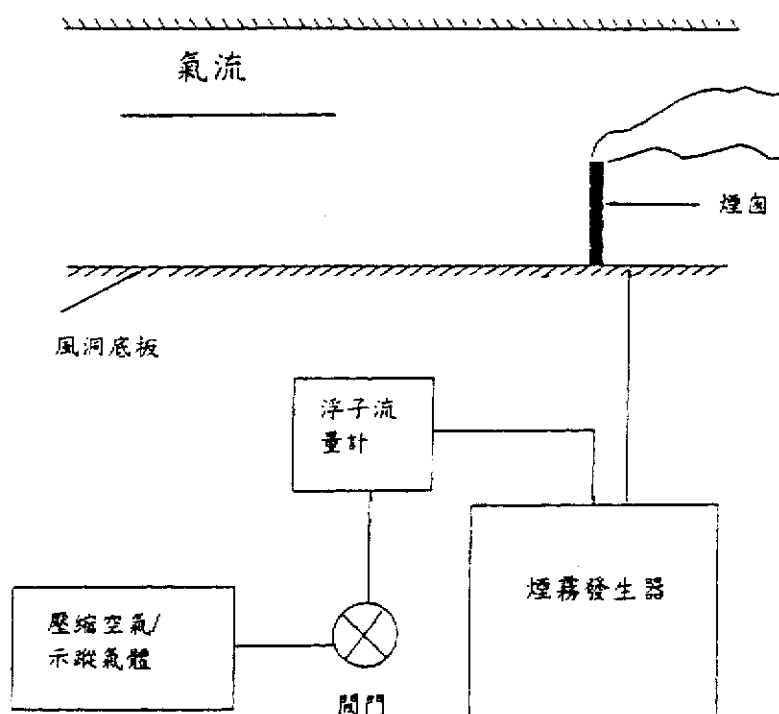 氣流
煙囪
風洞底板
浮子流
量計
煙霧發生器
壓縮空氣/
示蹤氣體
閥門